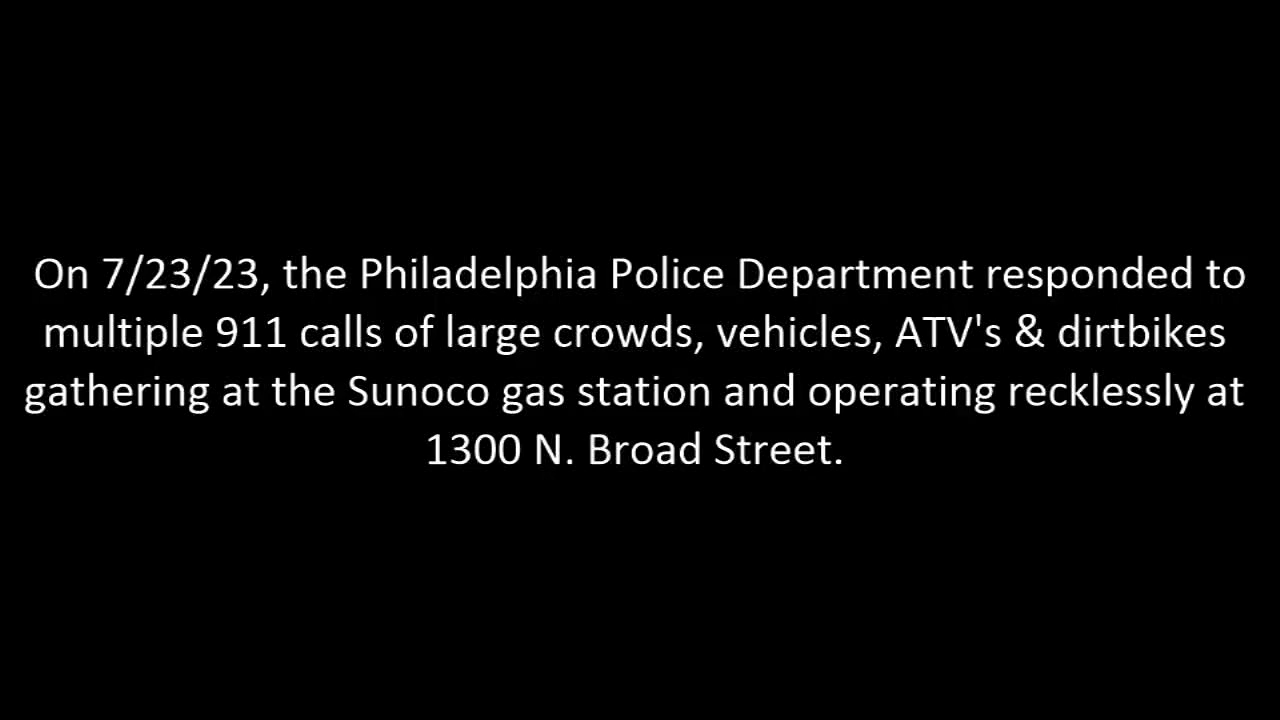 On 7/23/23, the Philadelphia Police Department responded to
multiple 911 calls of large crowds, vehicles, ATV's & dirtbikes
gathering at the Sunoco gas station and operating recklessly at
1300 N. Broad Street.